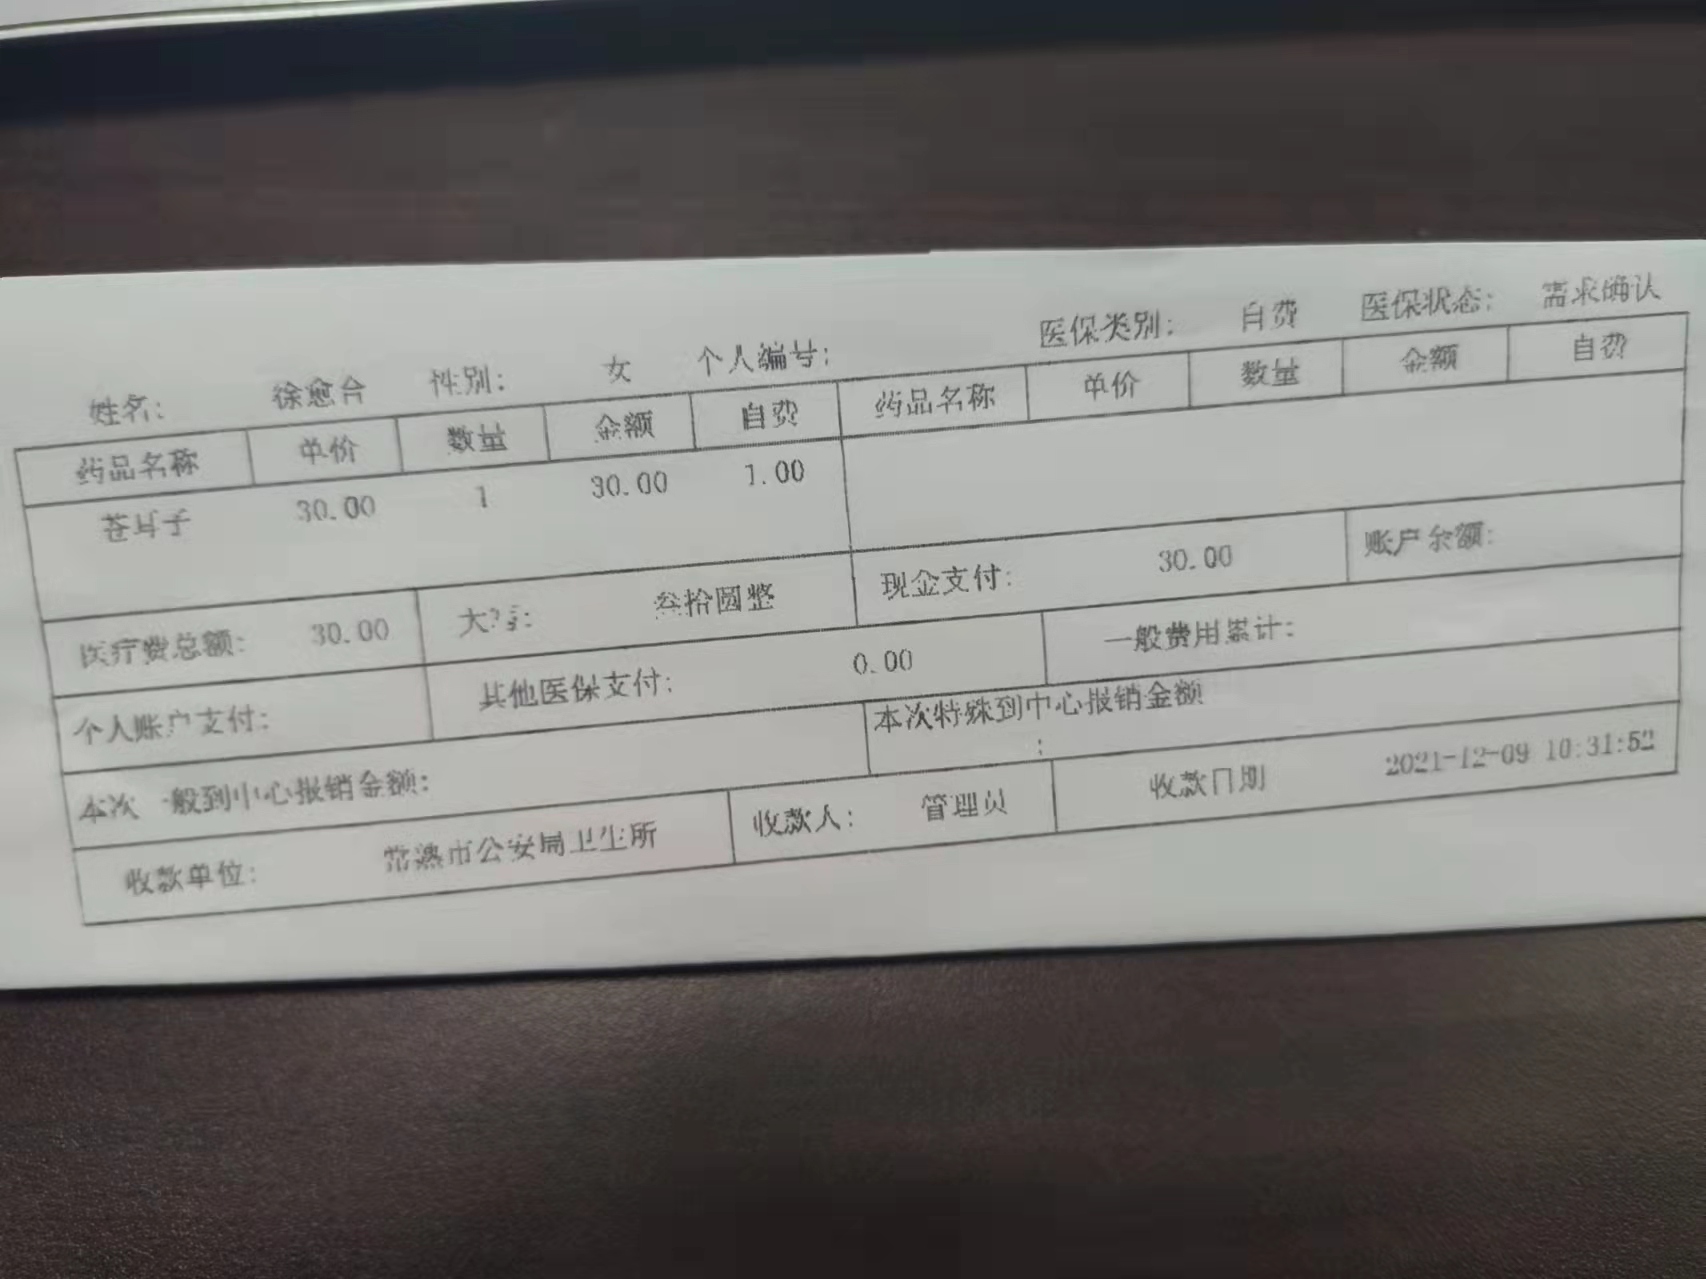 姓名: 徐愈合 性别: 女 个人编号: 医保类别: 自费 医保状态: 需求确认
药品名称 单价 数量 金额 自费 药品名称 单价 数量 金额 自费
苍耳子 30.00 1 30.00 1.00
医疗费总额: 30.00 大写: 叁拾圆整 现金支付: 30.00 账户余额:
个人账户支付: 其他医保支付: 0.00 一般费用累计:
本次一般到中心报销金额: 本次特殊到中心报销金额:
收款单位: 常熟市公安局卫生所 收款人: 管理员 收款日期 2021-12-09 10:31:52